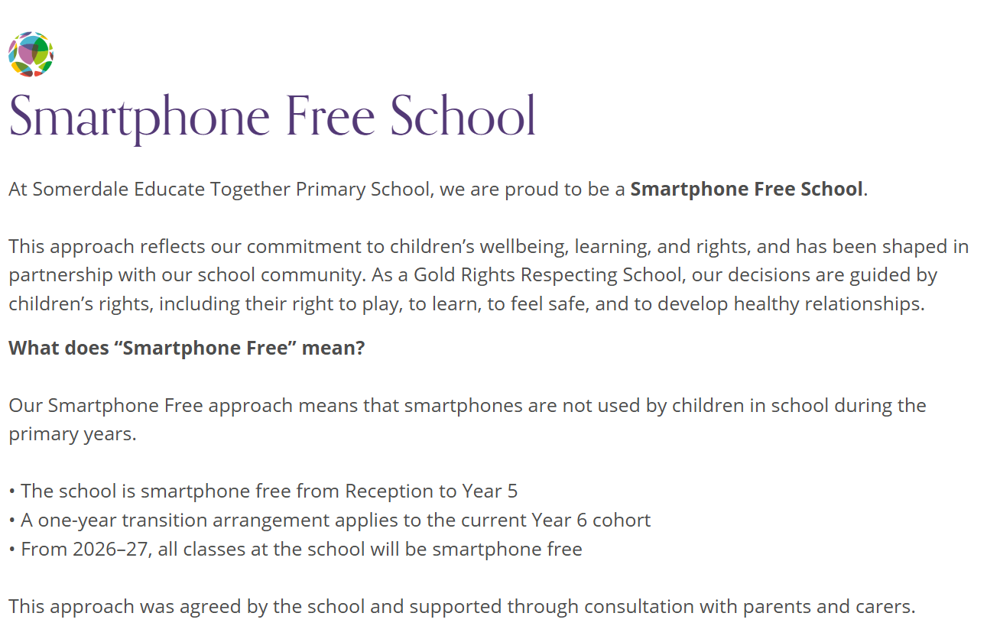 Smartphone Free School
At Somerdale Educate Together Primary School, we are proud to be a Smartphone Free School.
This approach reflects our commitment to children’s wellbeing, learning, and rights, and has been shaped in
partnership with our school community. As a Gold Rights Respecting School, our decisions are guided by
children’s rights, including their right to play, to learn, to feel safe, and to develop healthy relationships.
What does “Smartphone Free” mean?
Our Smartphone Free approach means that smartphones are not used by children in school during the
primary years.
• The school is smartphone free from Reception to Year 5
• A one-year transition arrangement applies to the current Year 6 cohort
• From 2026–27, all classes at the school will be smartphone free
This approach was agreed by the school and supported through consultation with parents and carers.